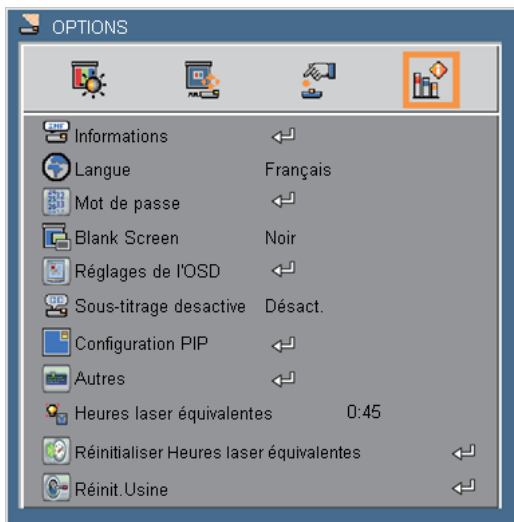 OPTIONS
Informations
Langue Français
Mot de passe
Blank Screen Noir
Réglages de l'OSD
Sous-titrage desactive Désact.
Configuration PIP
Autres
Heures laser équivalentes 0:45
Réinitialiser Heures laser équivalentes
Réinit.Usine